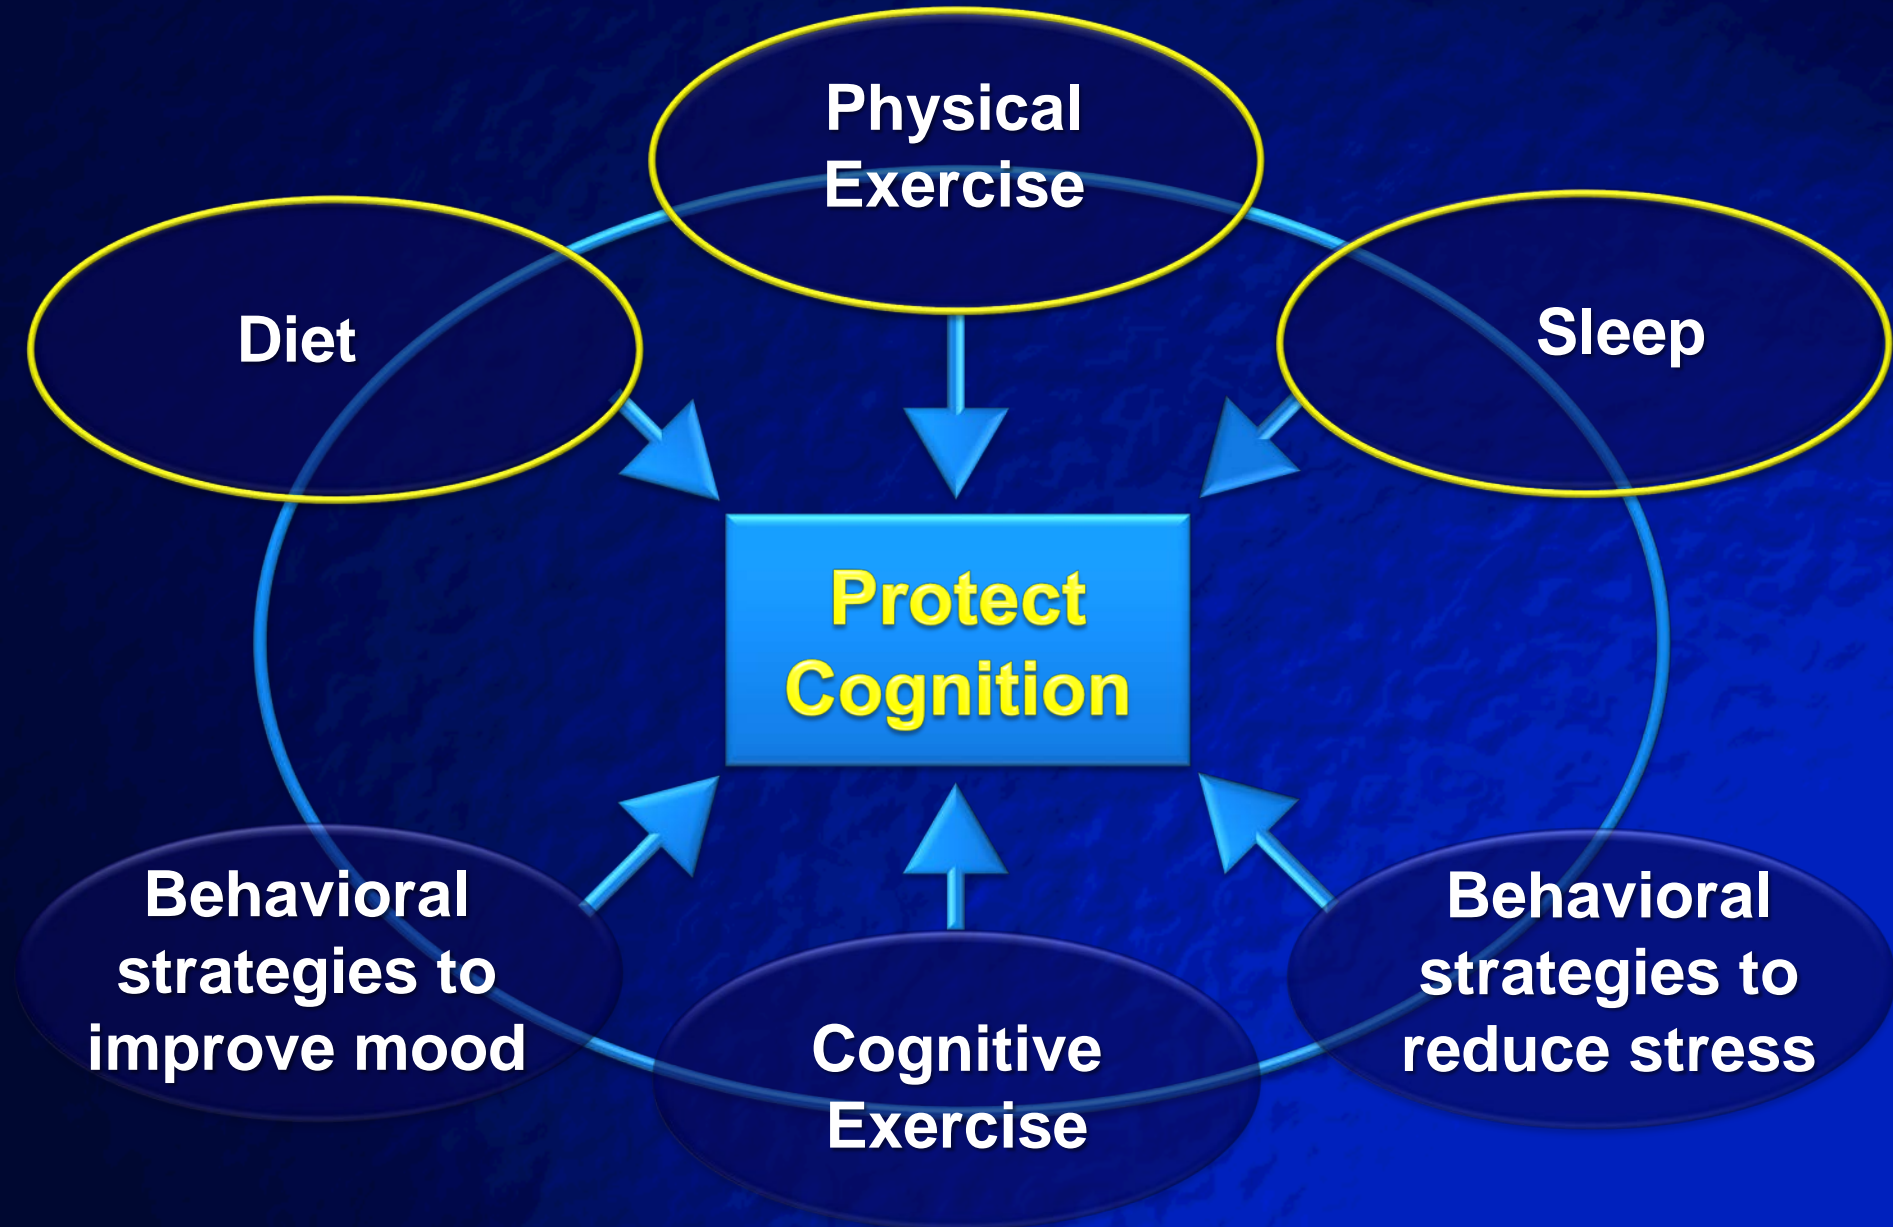 Physical
Exercise
Diet
Sleep
Protect
Cognition
Behavioral
strategies to
improve mood
Cognitive
Exercise
Behavioral
strategies to
reduce stress